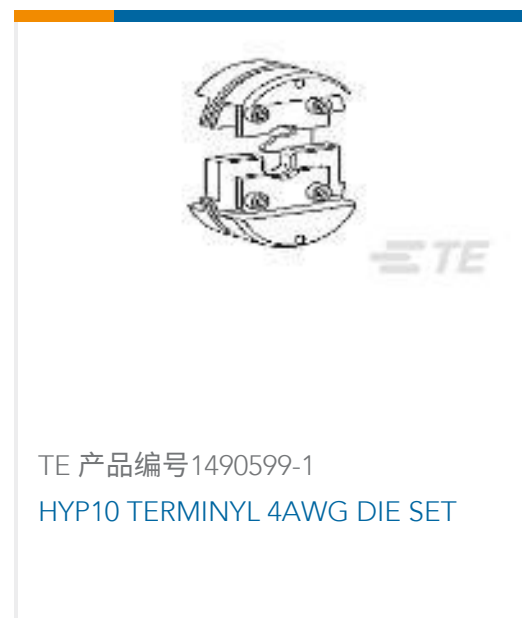 TE
TE 产品编号1490599-1
HYP10 TERMINYL 4AWG DIE SET